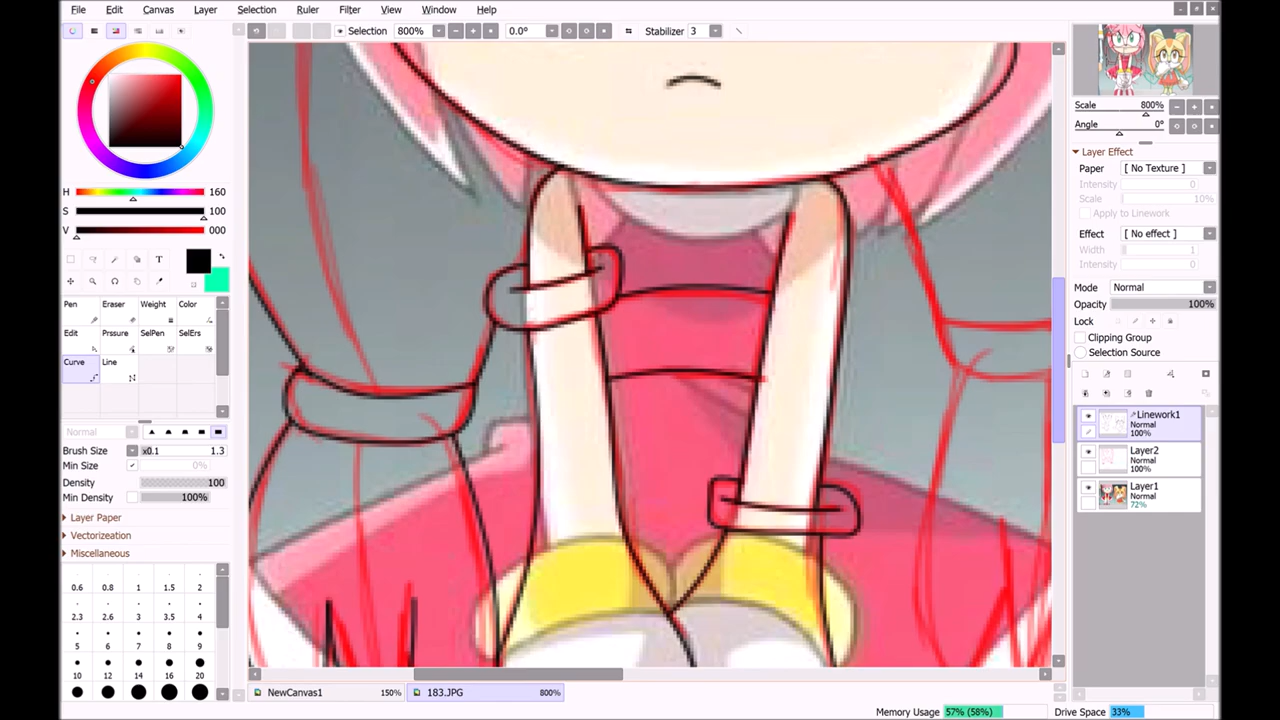 File Edit Canvas Layer Selection Ruler Filter View Window Help
Selection 800% 0.0° Stabilizer 3
H 160
S 100
V 000
T
Pen Eraser Weight Color
Edit Prssure SelPen SelErs
Curve Line
Normal
Brush Size x0.1 1.3
Min Size 0%
Density 100
Min Density 100%
Layer Paper
Vectorization
Miscellaneous
0.6 0.8 1 1.5 2
2.3 2.6 3 3.5 4
5 6 7 8 9
10 12 14 16 20
Scale 800%
Angle 0°
Layer Effect
Paper [ No Texture ]
Intensity 0
Scale 10%
Apply to Linework
Effect [ No effect ]
Width 1
Intensity 0
Mode Normal
Opacity 100%
Lock
Clipping Group
Selection Source
Linework1
Normal
100%
Layer2
Normal
100%
Layer1
Normal
72%
NewCanvas1 150% 183.JPG 800%
Memory Usage 57% (58%) Drive Space 33%